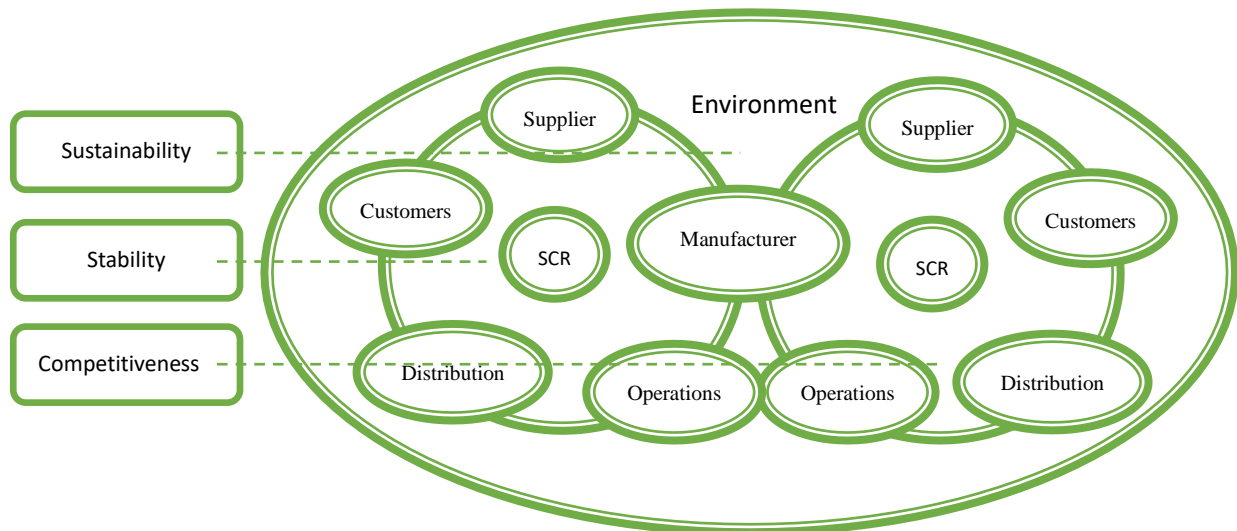 Environment
Supplier
Supplier
Sustainability
Customers
Customers
Manufacturer
Stability
SCR
SCR
Competitiveness
Distribution
Operations
Operations
Distribution